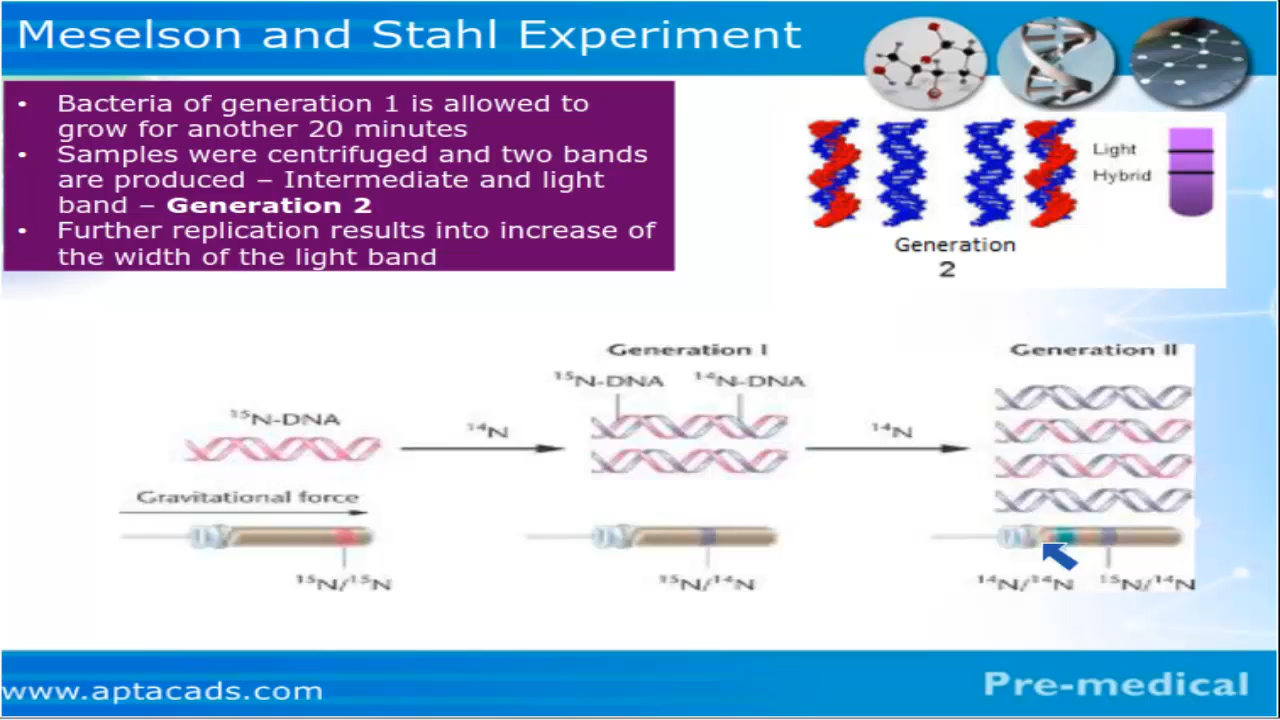 Meselson and Stahl Experiment
• Bacteria of generation 1 is allowed to
grow for another 20 minutes
• Samples were centrifuged and two bands
are produced – Intermediate and light
band – Generation 2
• Further replication results into increase of
the width of the light band
Light
Hybrid
Generation
2
Generation I
Generation II
¹⁵N-DNA ¹⁴N-DNA
¹⁵N-DNA
¹⁴N
¹⁴N
Gravitational force
¹⁵N/¹⁵N
¹⁵N/¹⁴N
¹⁴N/¹⁴N
¹⁵N/¹⁴N
www.aptacads.com
Pre-medical